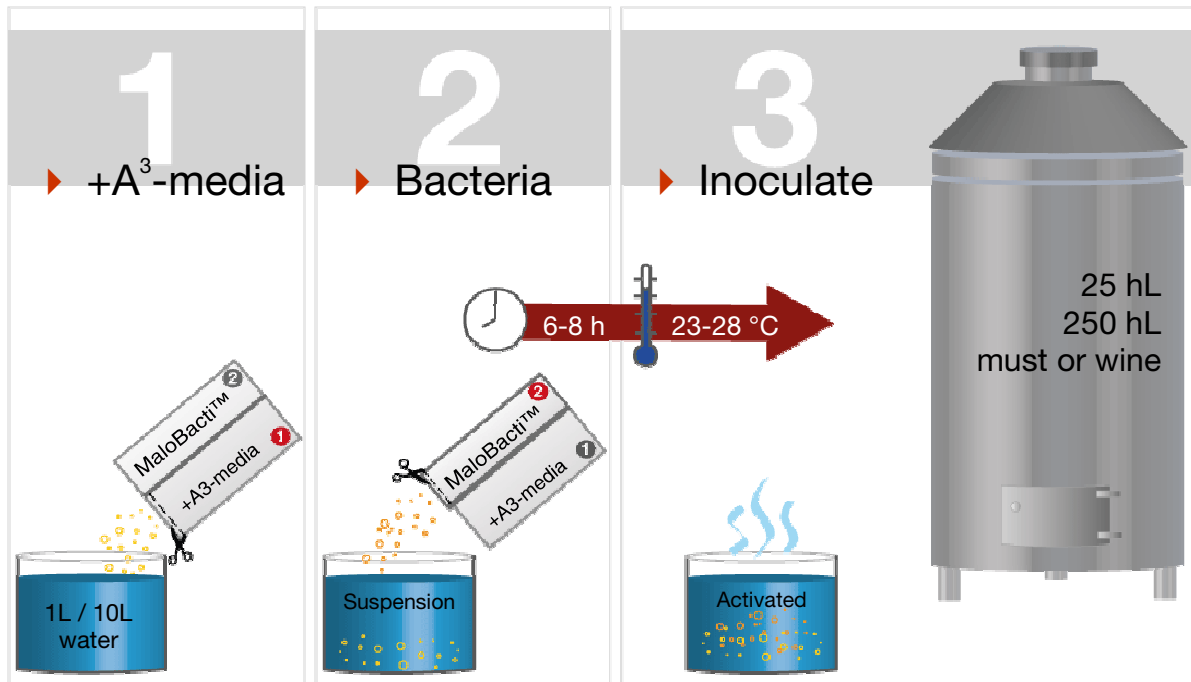 1
+A³-media
MaloBacti™ 2
+A3-media 1
1L / 10L
water
2
Bacteria
MaloBacti™ 2
+A3-media 1
Suspension
3
Inoculate
6-8 h
23-28 °C
Activated
25 hL
250 hL
must or wine